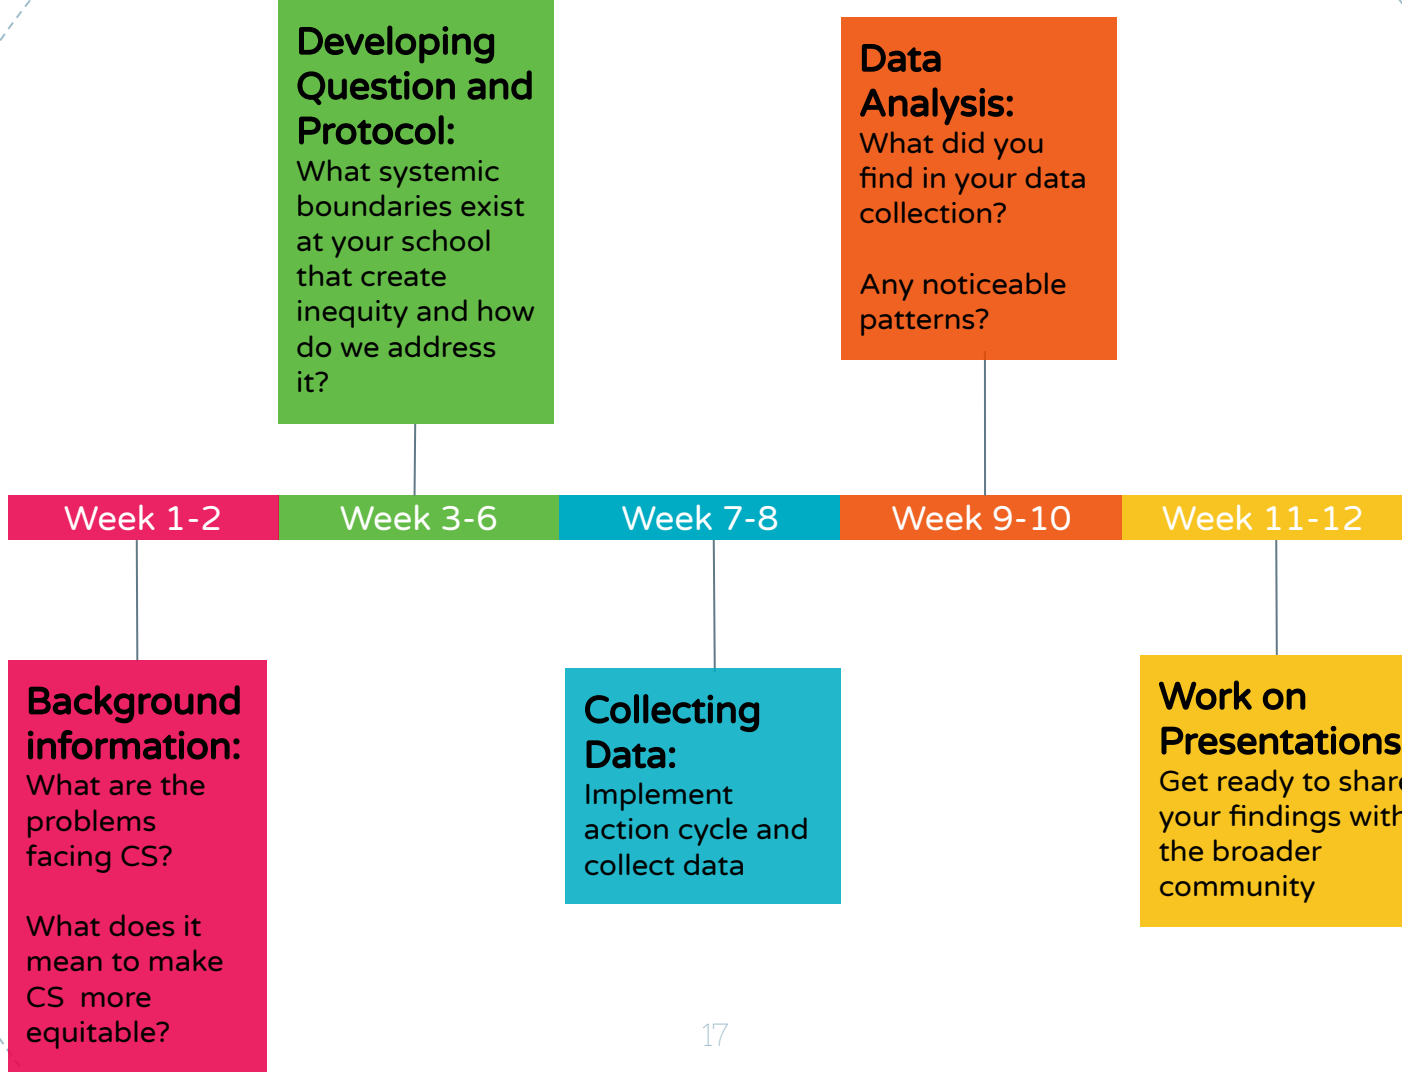 Developing
Question and
Protocol:
What systemic
boundaries exist
at your school
that create
inequity and how
do we address
it?
Data
Analysis:
What did you
find in your data
collection?
Any noticeable
patterns?
Week 1-2
Week 3-6
Week 7-8
Week 9-10
Week 11-12
Background
information:
What are the
problems
facing CS?
What does it
mean to make
CS  more
equitable?
Collecting
Data:
Implement
action cycle and
collect data
Work on
Presentations
Get ready to share
your findings with
the broader
community
17